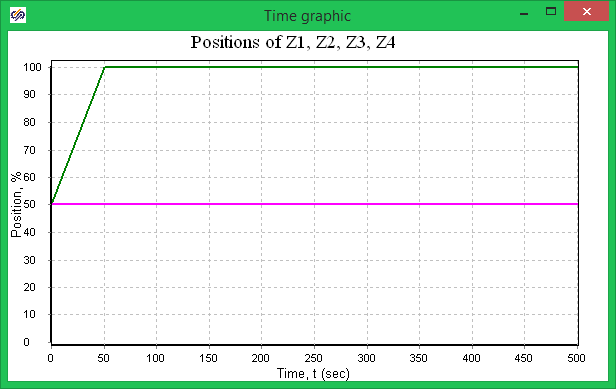 Time graphic
Positions of Z1, Z2, Z3, Z4
Position, %
100
90
80
70
60
50
40
30
20
10
0
0 50 100 150 200 250 300 350 400 450 500
Time, t (sec)